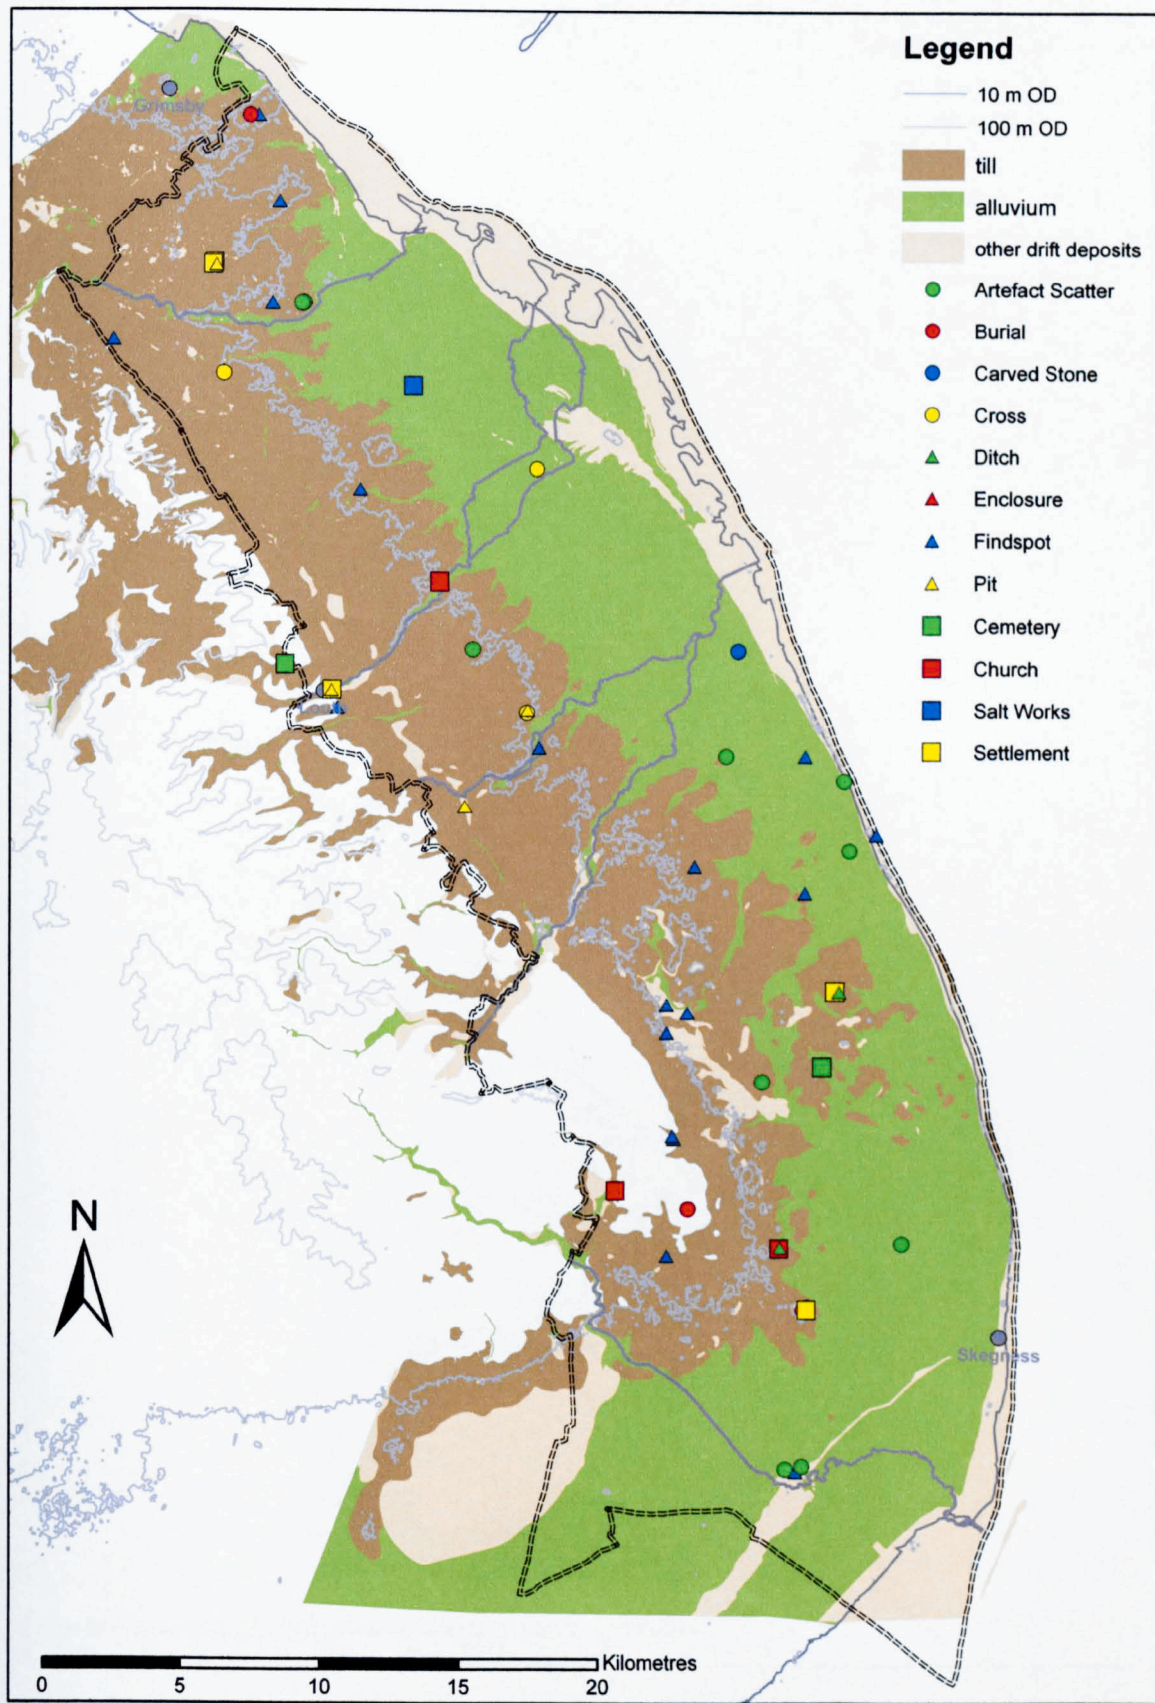 Legend
10 m OD
100 m OD
till
alluvium
other drift deposits
Artefact Scatter
Burial
Carved Stone
Cross
Ditch
Enclosure
Findspot
Pit
Cemetery
Church
Salt Works
Settlement
Grimsby
Louth
Skegness
N
Kilometres
0 5 10 15 20